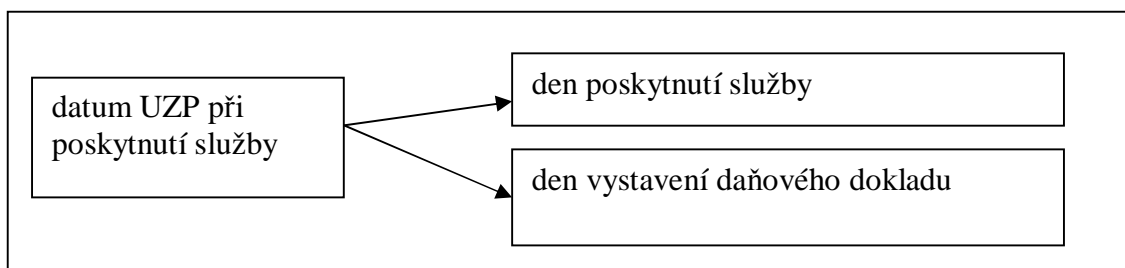 datum UZP při
poskytnutí služby
den poskytnutí služby
den vystavení daňového dokladu